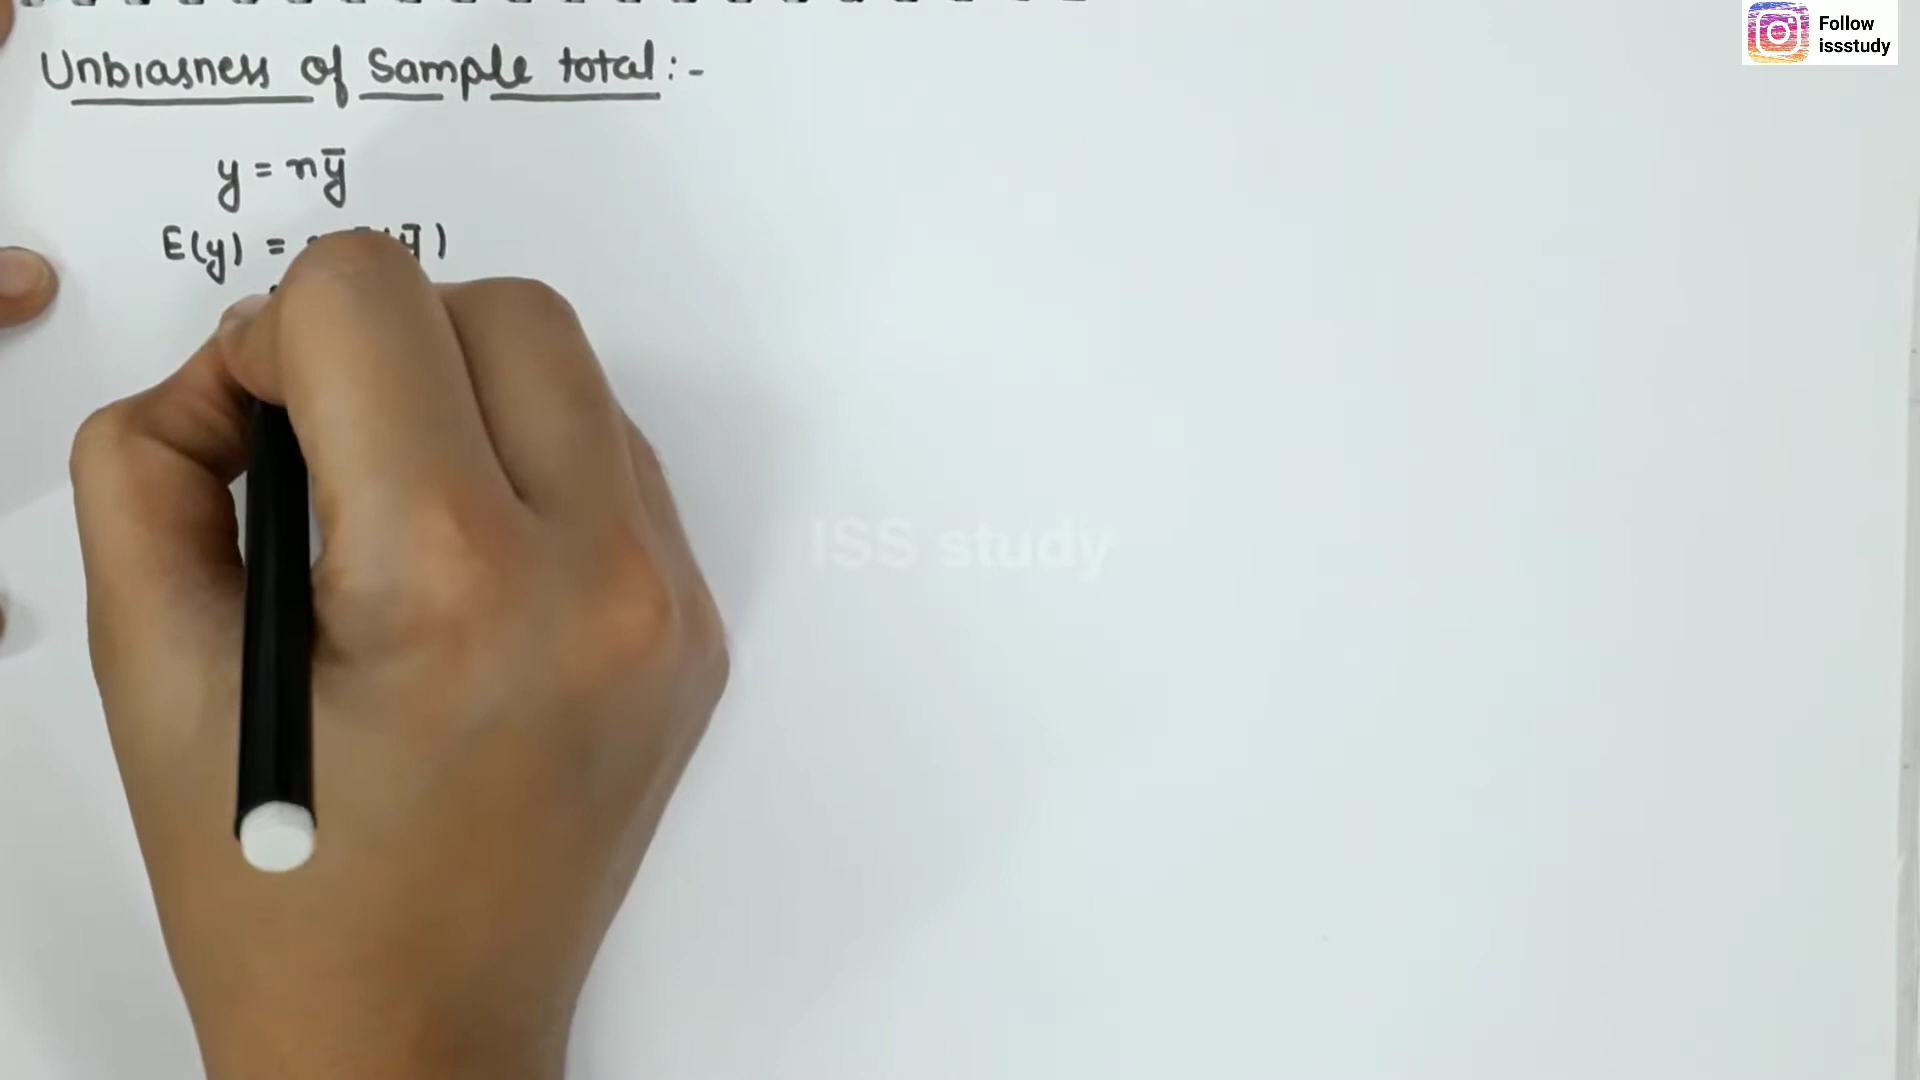 Follow
issstudy
Unbiasness of Sample total :-
y = nȳ
E(y) = ȳ )
ISS study